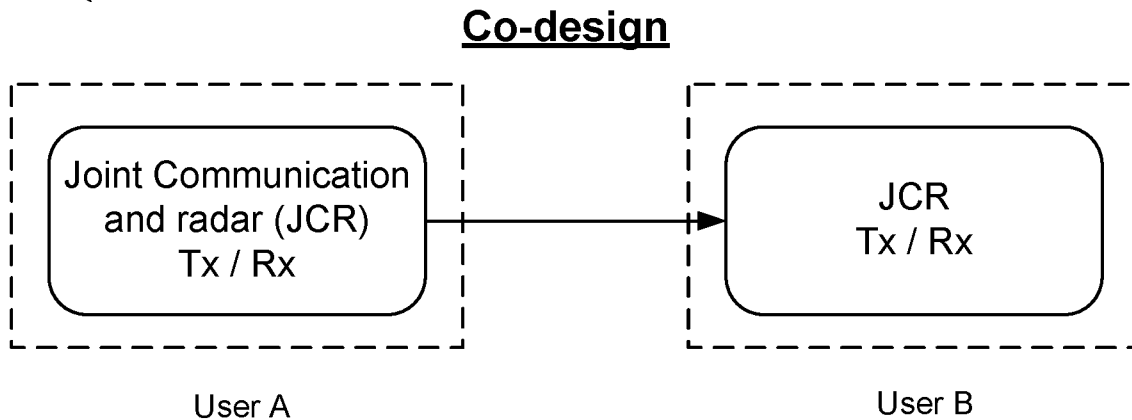 Co-design
Joint Communication
and radar (JCR)
Tx / Rx
JCR
Tx / Rx
User A
User B